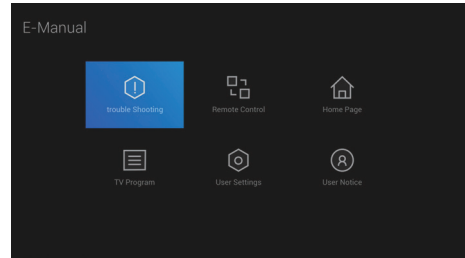 E-Manual
trouble Shooting
Remote Control
Home Page
TV Program
User Settings
User Notice